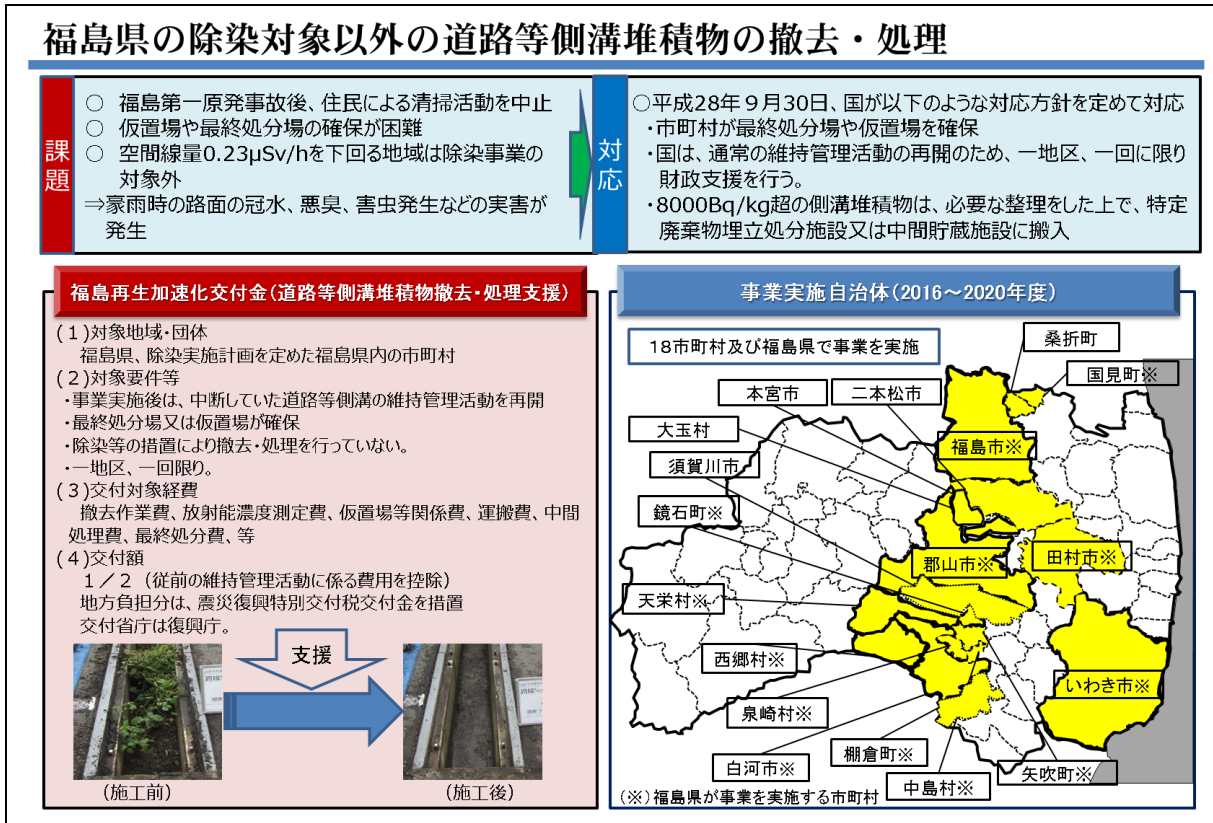 福島県の除染対象以外の道路等側溝堆積物の撤去・処理
課題
○ 福島第一原発事故後、住民による清掃活動を中止
○ 仮置場や最終処分場の確保が困難
○ 空間線量0.23μSv/hを下回る地域は除染事業の
対象外
⇒豪雨時の路面の冠水、悪臭、害虫発生などの実害が
発生
対応
○平成28年９月30日、国が以下のような対応方針を定めて対応
・市町村が最終処分場や仮置場を確保
・国は、通常の維持管理活動の再開のため、一地区、一回に限り
財政支援を行う。
・8000Bq/kg超の側溝堆積物は、必要な整理をした上で、特定
廃棄物埋立処分施設又は中間貯蔵施設に搬入
福島再生加速化交付金(道路等側溝堆積物撤去・処理支援)
(１)対象地域・団体
福島県、除染実施計画を定めた福島県内の市町村
(２)対象要件等
・事業実施後は、中断していた道路等側溝の維持管理活動を再開
・最終処分場又は仮置場が確保
・除染等の措置により撤去・処理を行っていない。
・一地区、一回限り。
(３)交付対象経費
撤去作業費、放射能濃度測定費、仮置場等関係費、運搬費、中間
処理費、最終処分費、等
(４)交付額
１／２（従前の維持管理活動に係る費用を控除）
地方負担分は、震災復興特別交付税交付金を措置
交付省庁は復興庁。
支援
(施工前)
(施工後)
事業実施自治体(2016～2020年度)
18市町村及び福島県で事業を実施
桑折町
国見町※
本宮市
二本松市
大玉村
福島市※
須賀川市
鏡石町※
郡山市※
田村市※
天栄村※
西郷村※
いわき市※
泉崎村※
棚倉町※
白河市※
中島村※
矢吹町※
(※)福島県が事業を実施する市町村